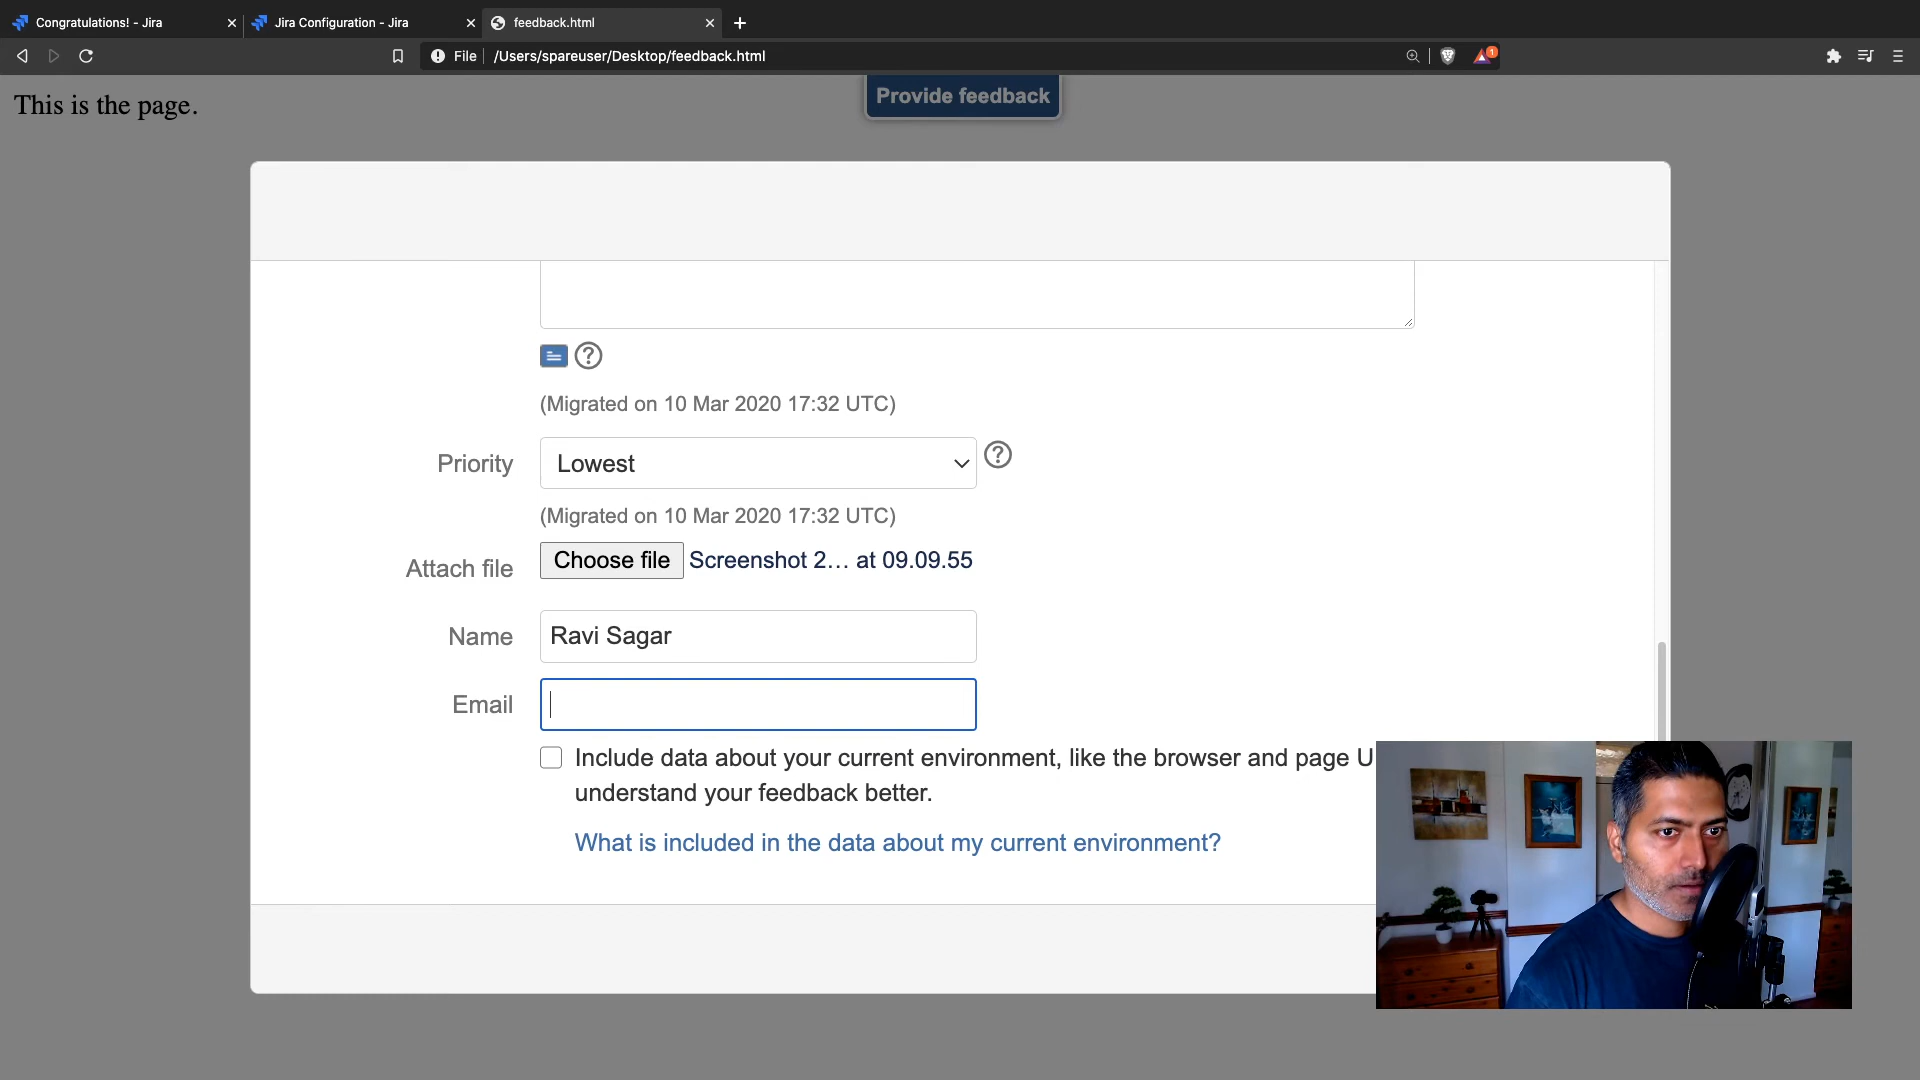 Congratulations! - Jira
Jira Configuration - Jira
feedback.html
File
/Users/spareuser/Desktop/feedback.html
1
This is the page.
Provide feedback
(Migrated on 10 Mar 2020 17:32 UTC)
Priority
Lowest
(Migrated on 10 Mar 2020 17:32 UTC)
Attach file
Choose file
Screenshot 2… at 09.09.55
Name
Ravi Sagar
Email
Include data about your current environment, like the browser and page U
understand your feedback better.
What is included in the data about my current environment?